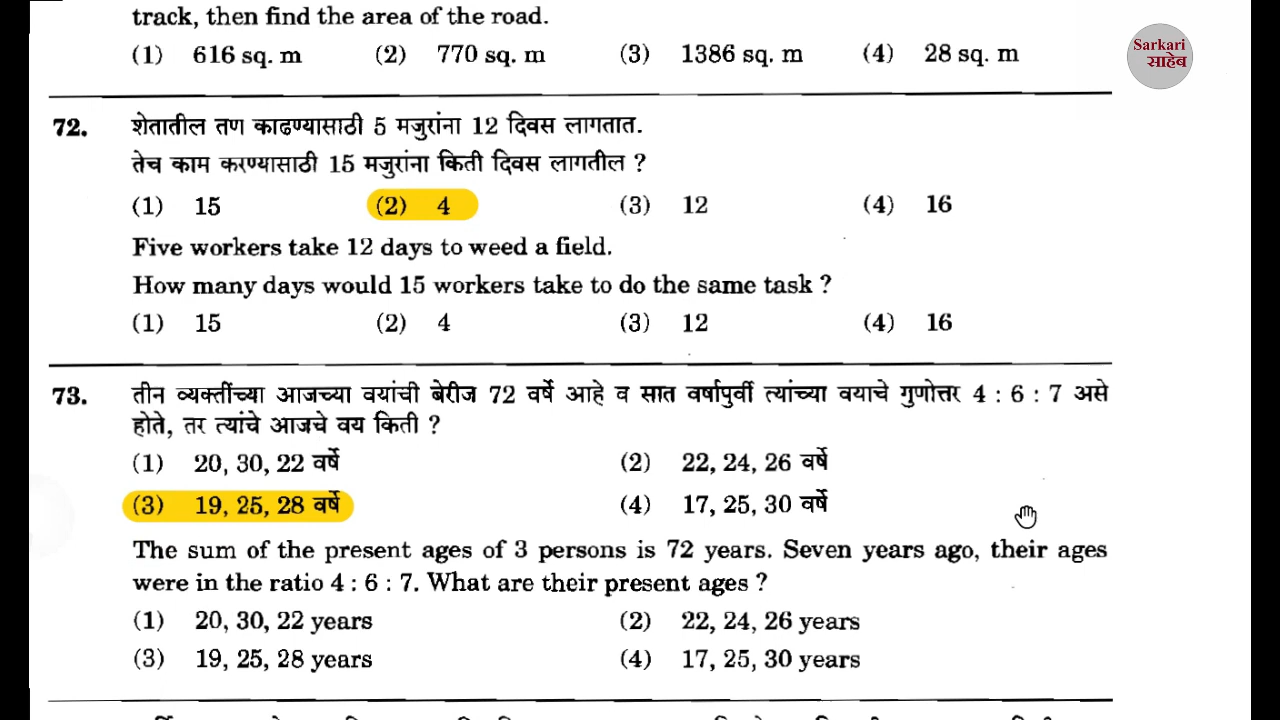 track, then find the area of the road.
(1) 616 sq. m (2) 770 sq. m (3) 1386 sq. m (4) 28 sq. m
Sarkari
साहेब
72. शेतातील तण काढण्यासाठी 5 मजुरांना 12 दिवस लागतात.
तेच काम करण्यासाठी 15 मजुरांना किती दिवस लागतील ?
(1) 15 (2) 4 (3) 12 (4) 16
Five workers take 12 days to weed a field.
How many days would 15 workers take to do the same task ?
(1) 15 (2) 4 (3) 12 (4) 16
73. तीन व्यक्तींच्या आजच्या वयांची बेरीज 72 वर्षे आहे व सात वर्षापुर्वी त्यांच्या वयाचे गुणोत्तर 4 : 6 : 7 असे
होते, तर त्यांचे आजचे वय किती ?
(1) 20, 30, 22 वर्षे (2) 22, 24, 26 वर्षे
(3) 19, 25, 28 वर्षे (4) 17, 25, 30 वर्षे
The sum of the present ages of 3 persons is 72 years. Seven years ago, their ages
were in the ratio 4 : 6 : 7. What are their present ages ?
(1) 20, 30, 22 years (2) 22, 24, 26 years
(3) 19, 25, 28 years (4) 17, 25, 30 years